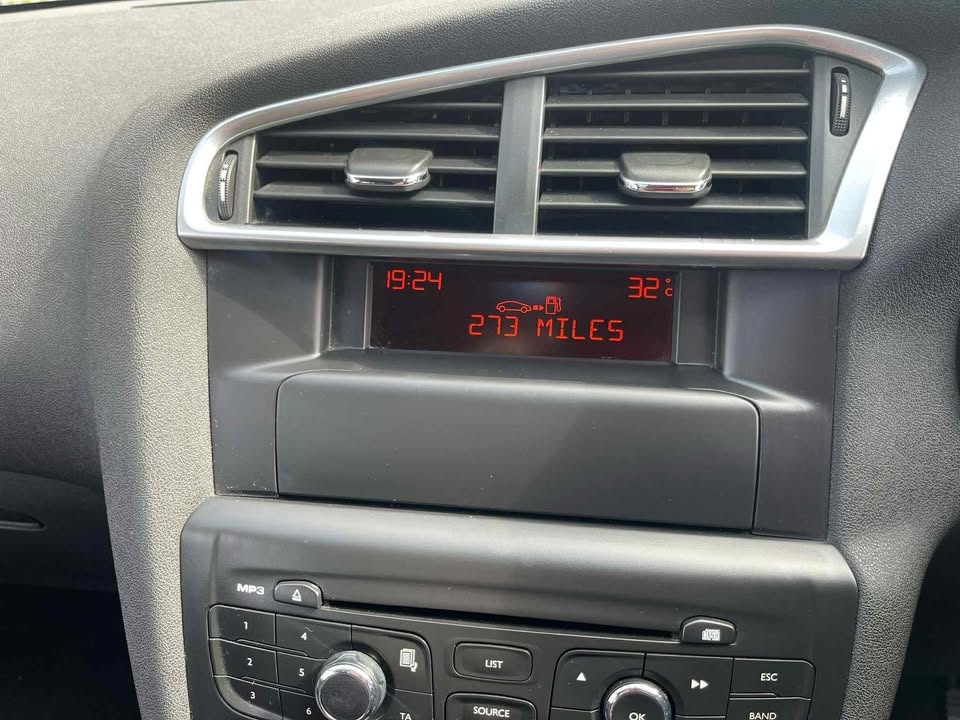 19:24 32°C
273 MILES
MP3
1 4
2 5
3 6
TA
LIST
SOURCE
ESC
OK
BAND